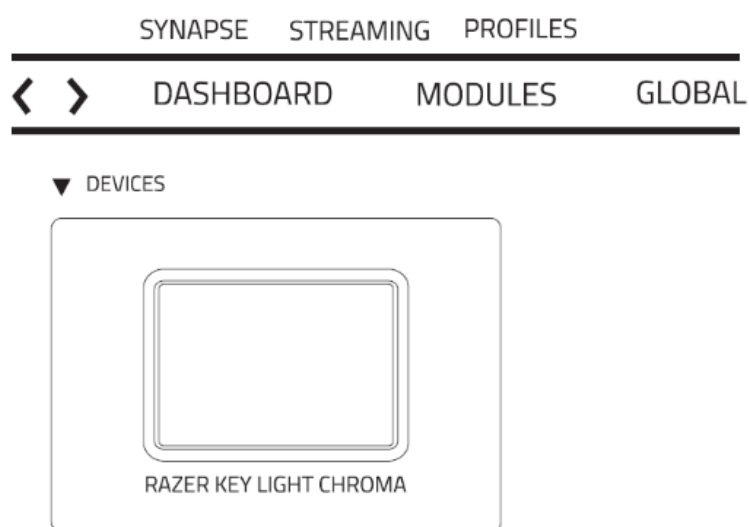 SYNAPSE STREAMING PROFILES
DASHBOARD MODULES GLOBAL
DEVICES
RAZER KEY LIGHT CHROMA